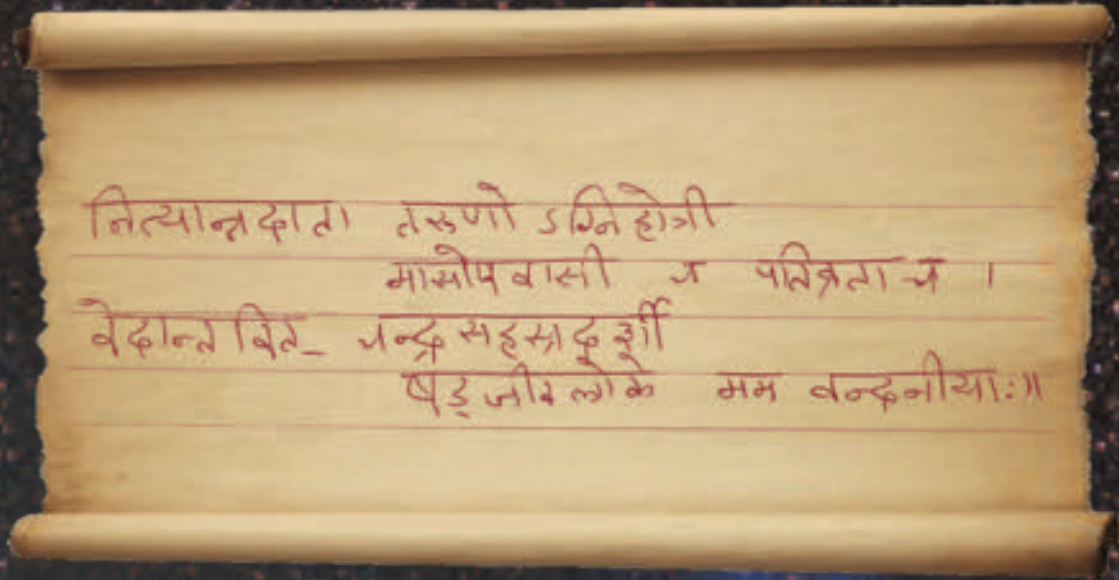 नित्यान्नदाता तरुणो ऽग्निहोत्री
मासोपवासी च पतिव्रता च ।
वेदान्तवित् चन्द्रसहस्रदर्शी
षड्जीवलोके मम वन्दनीयाः॥